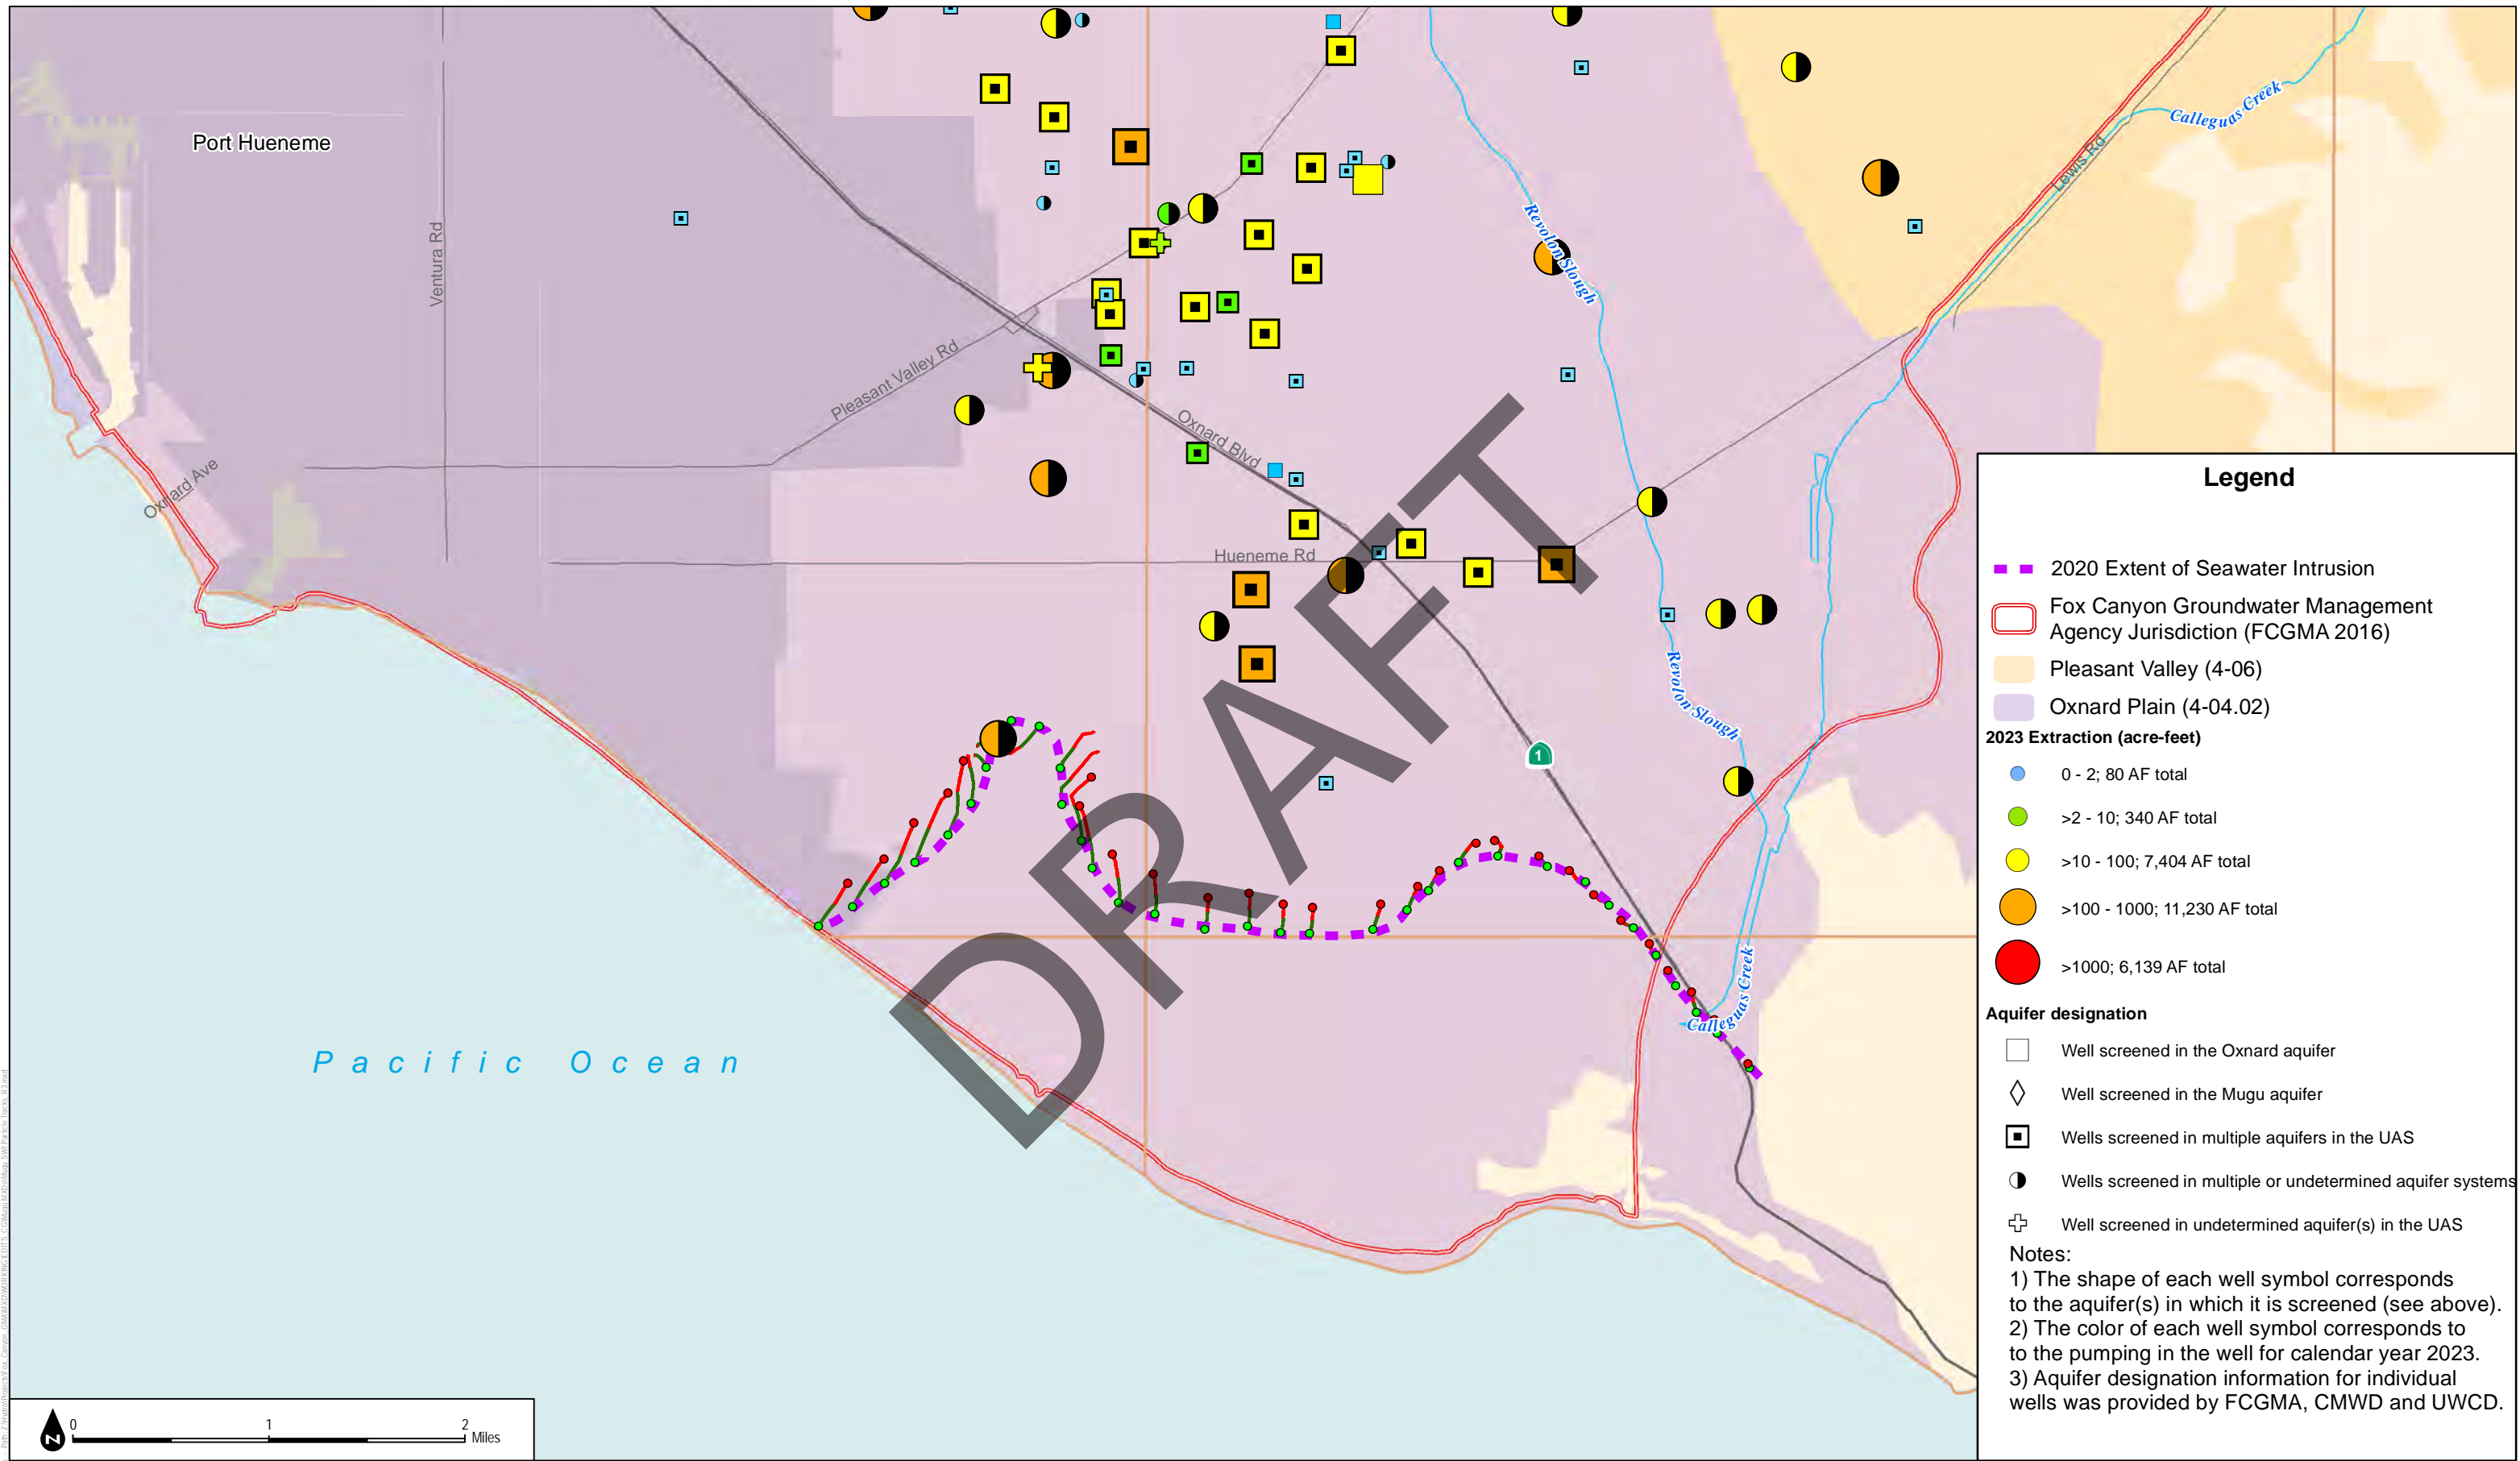 Port Hueneme
Ventura Rd
Calleguas Creek
Lewis Rd
Revolon Slough
Pleasant Valley Rd
Oxnard Blvd
Oxnard Ave
Hueneme Rd
Revolon Slough
1
Calleguas Creek
Pacific Ocean
DRAFT
0 1 2
Miles
N
Legend
2020 Extent of Seawater Intrusion
Fox Canyon Groundwater Management
Agency Jurisdiction (FCGMA 2016)
Pleasant Valley (4-06)
Oxnard Plain (4-04.02)
2023 Extraction (acre-feet)
0 - 2; 80 AF total
>2 - 10; 340 AF total
>10 - 100; 7,404 AF total
>100 - 1000; 11,230 AF total
>1000; 6,139 AF total
Aquifer designation
Well screened in the Oxnard aquifer
Well screened in the Mugu aquifer
Wells screened in multiple aquifers in the UAS
Wells screened in multiple or undetermined aquifer systems
Well screened in undetermined aquifer(s) in the UAS
Notes:
1) The shape of each well symbol corresponds
to the aquifer(s) in which it is screened (see above).
2) The color of each well symbol corresponds to
to the pumping in the well for calendar year 2023.
3) Aquifer designation information for individual
wells was provided by FCGMA, CMWD and UWCD.